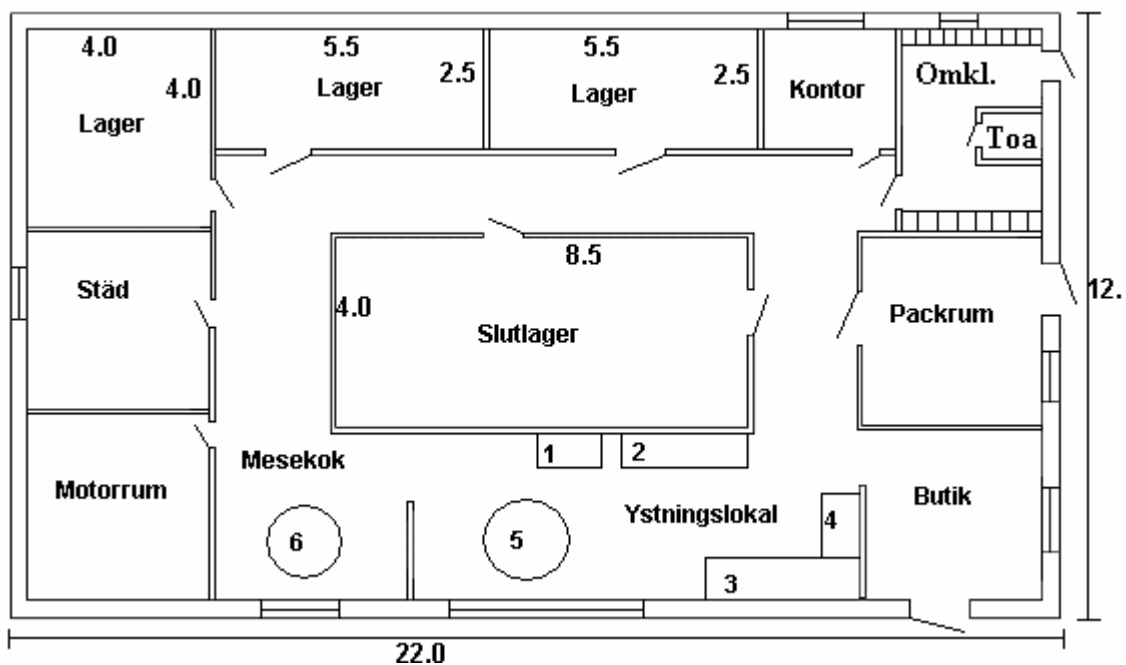 4.0
5.5
5.5
4.0
2.5
2.5
Lager
Lager
Lager
Kontor
Omkl.
Toa
Städ
8.5
4.0
Slutlager
Packrum
12.
Mesekok
1
2
Motorrum
Ystningslokal
4
Butik
6
5
3
22.0